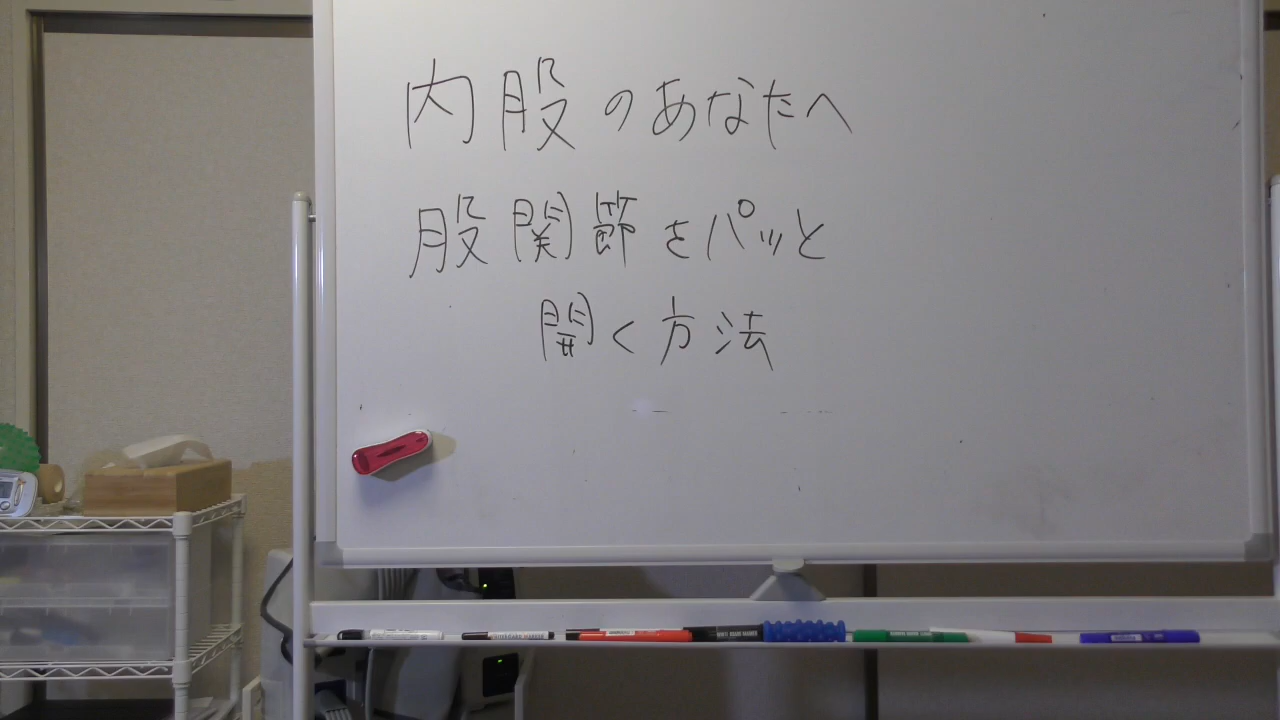 内股のあなたへ
股関節をパッと
開く方法